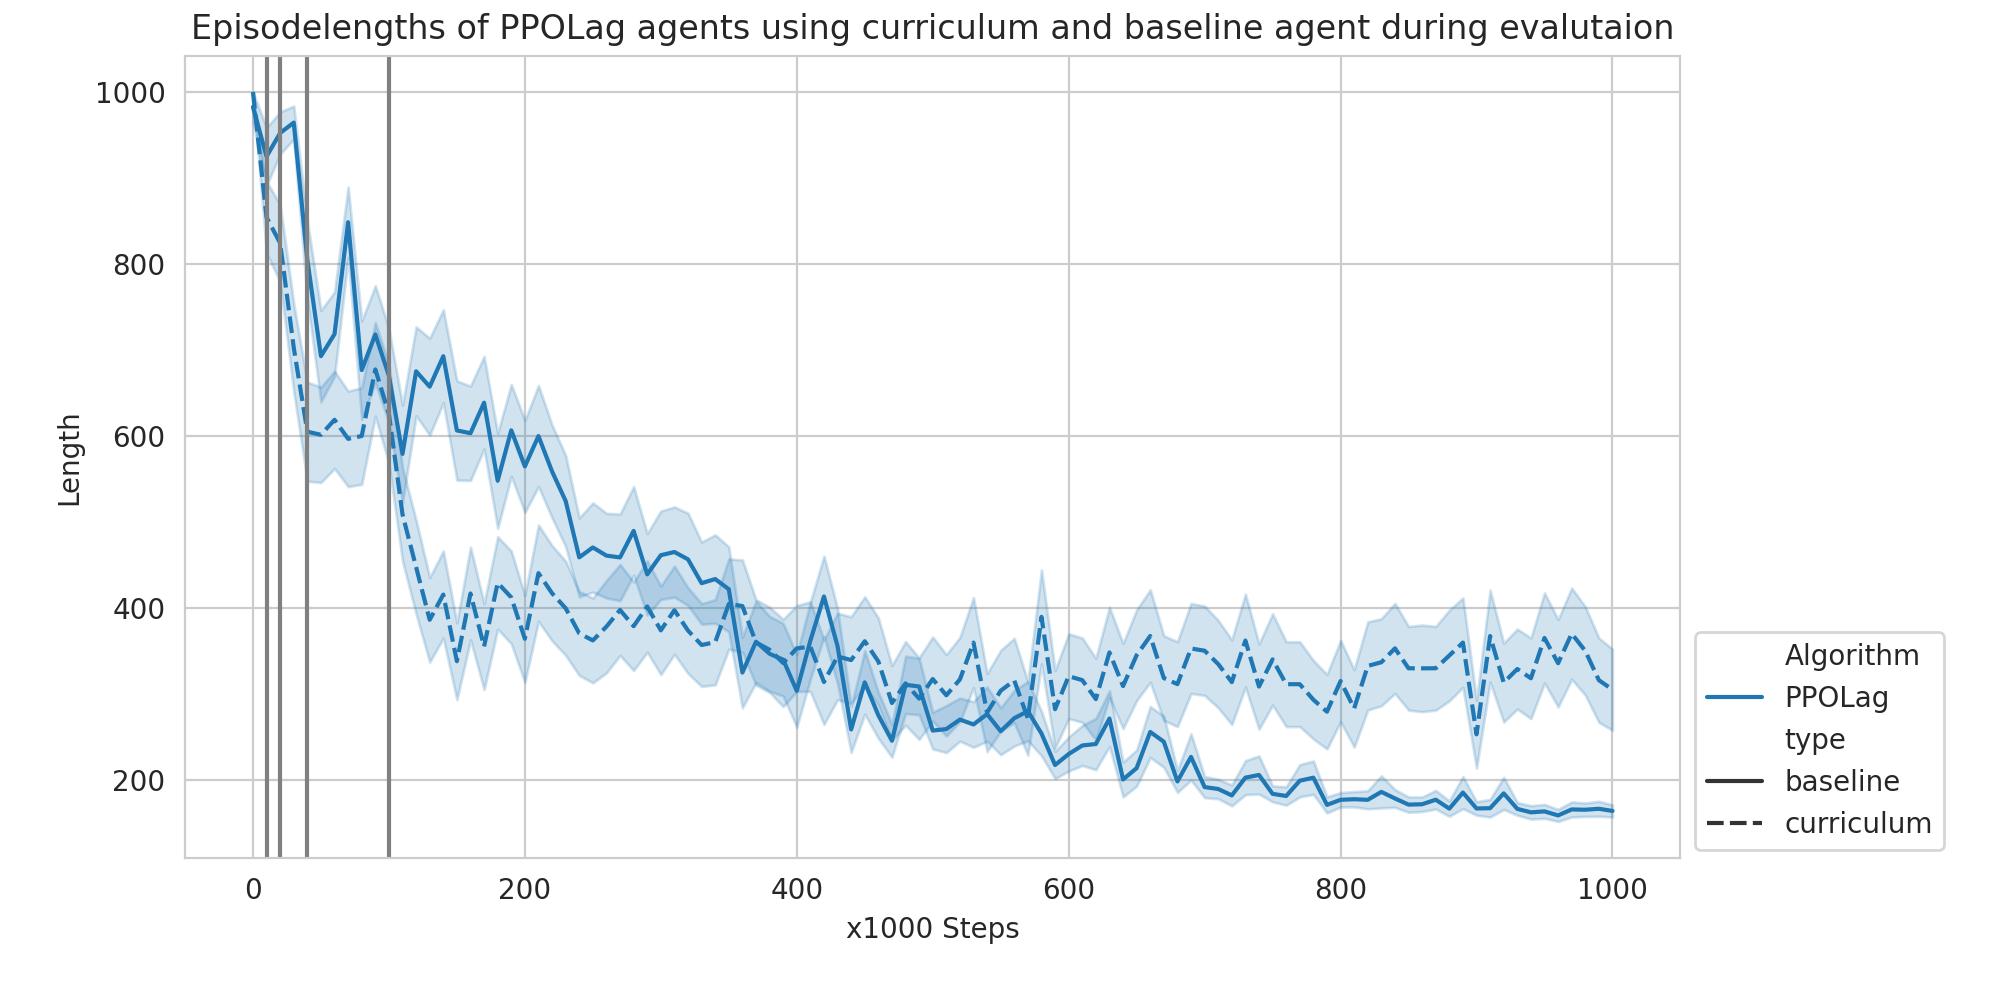 Episodelengths of PPOLag agents using curriculum and baseline agent during evalutaion
1000
800
600
400
200
Length
0 200 400 600 800 1000
x1000 Steps
Algorithm
PPOLag
type
baseline
curriculum